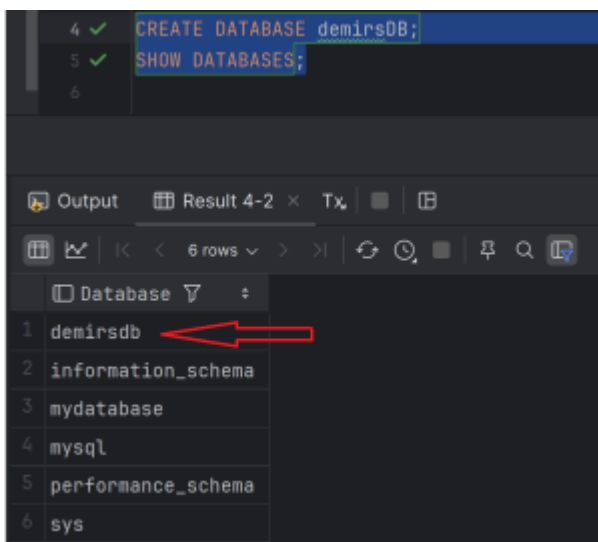 4 CREATE DATABASE demirsDB;
5 SHOW DATABASES;
6
Output Result 4-2 × Tx
6 rows
Database
1 demirsdb
2 information_schema
3 mydatabase
4 mysql
5 performance_schema
6 sys